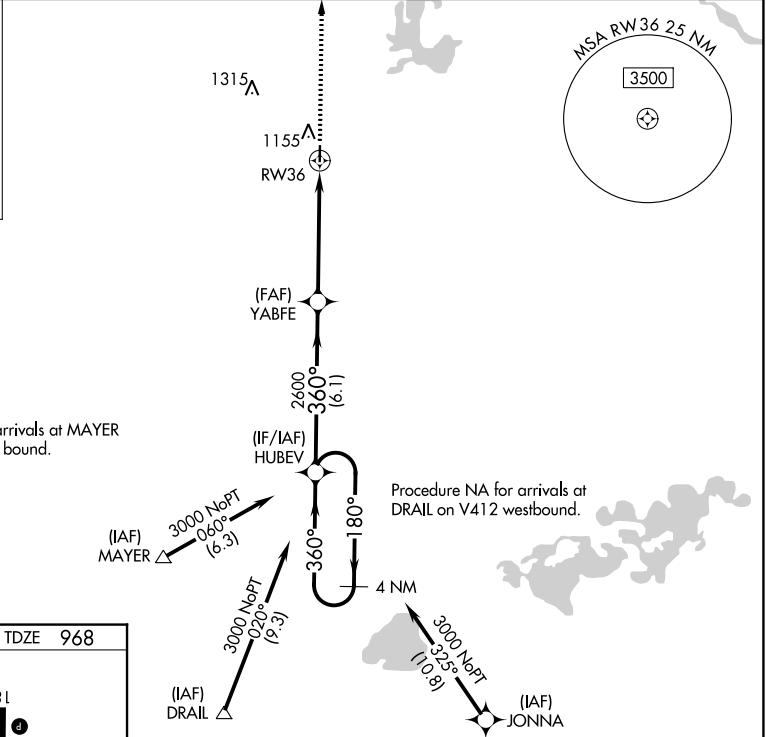 MSA RW36 25 NM
3500
1315
1155
RW36
(FAF)
YABFE
2600
360°
(6.1)
arrivals at MAYER
bound.
(IF/IAF)
HUBEV
Procedure NA for arrivals at
DRAIL on V412 westbound.
360°
180°
3000 NoPT
060°
(6.3)
(IAF)
MAYER
4 NM
3000 NoPT
020°
(9.3)
3000 NoPT
325°
(10.8)
TDZE 968
(IAF)
DRAIL
(IAF)
JONNA
P